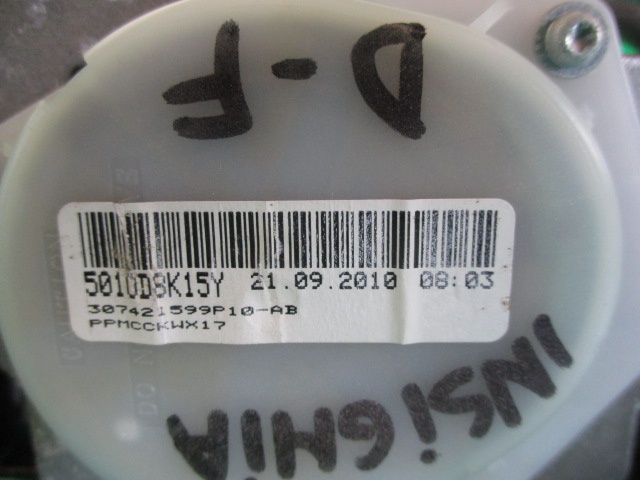 D-F
5010D8K15Y 21.09.2010 08:03
307421599P10-AB
PPMCCKWX17
INSiGNiA